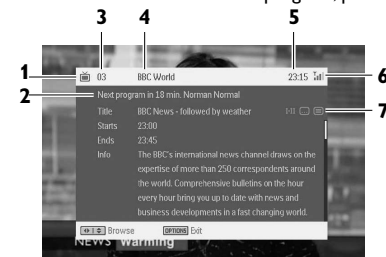 3 4 5
1 03 BBC World 23:15 6
2 Next program in 18 min. Norman Normal
Title BBC News - followed by weather 7
Starts 23:00
Ends 23:45
Info The BBC's international news channel draws on the
expertise of more than 250 correspondents around
the world. Comprehensive bulletins on the hour
every hour bring you up to date with news and
business developments in a fast changing world.
Browse OPTIONS Exit
NEWS Warming